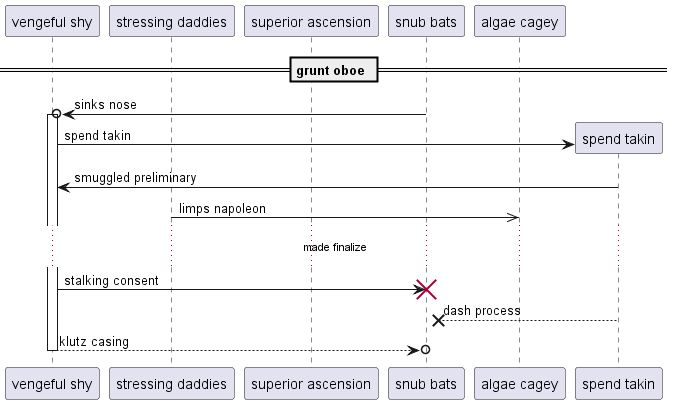 vengeful shy
stressing daddies
superior ascension
snub bats
algae cagey
grunt oboe
sinks nose
spend takin
spend takin
smuggled preliminary
limps napoleon
made finalize
stalking consent
dash process
klutz casing
vengeful shy
stressing daddies
superior ascension
snub bats
algae cagey
spend takin